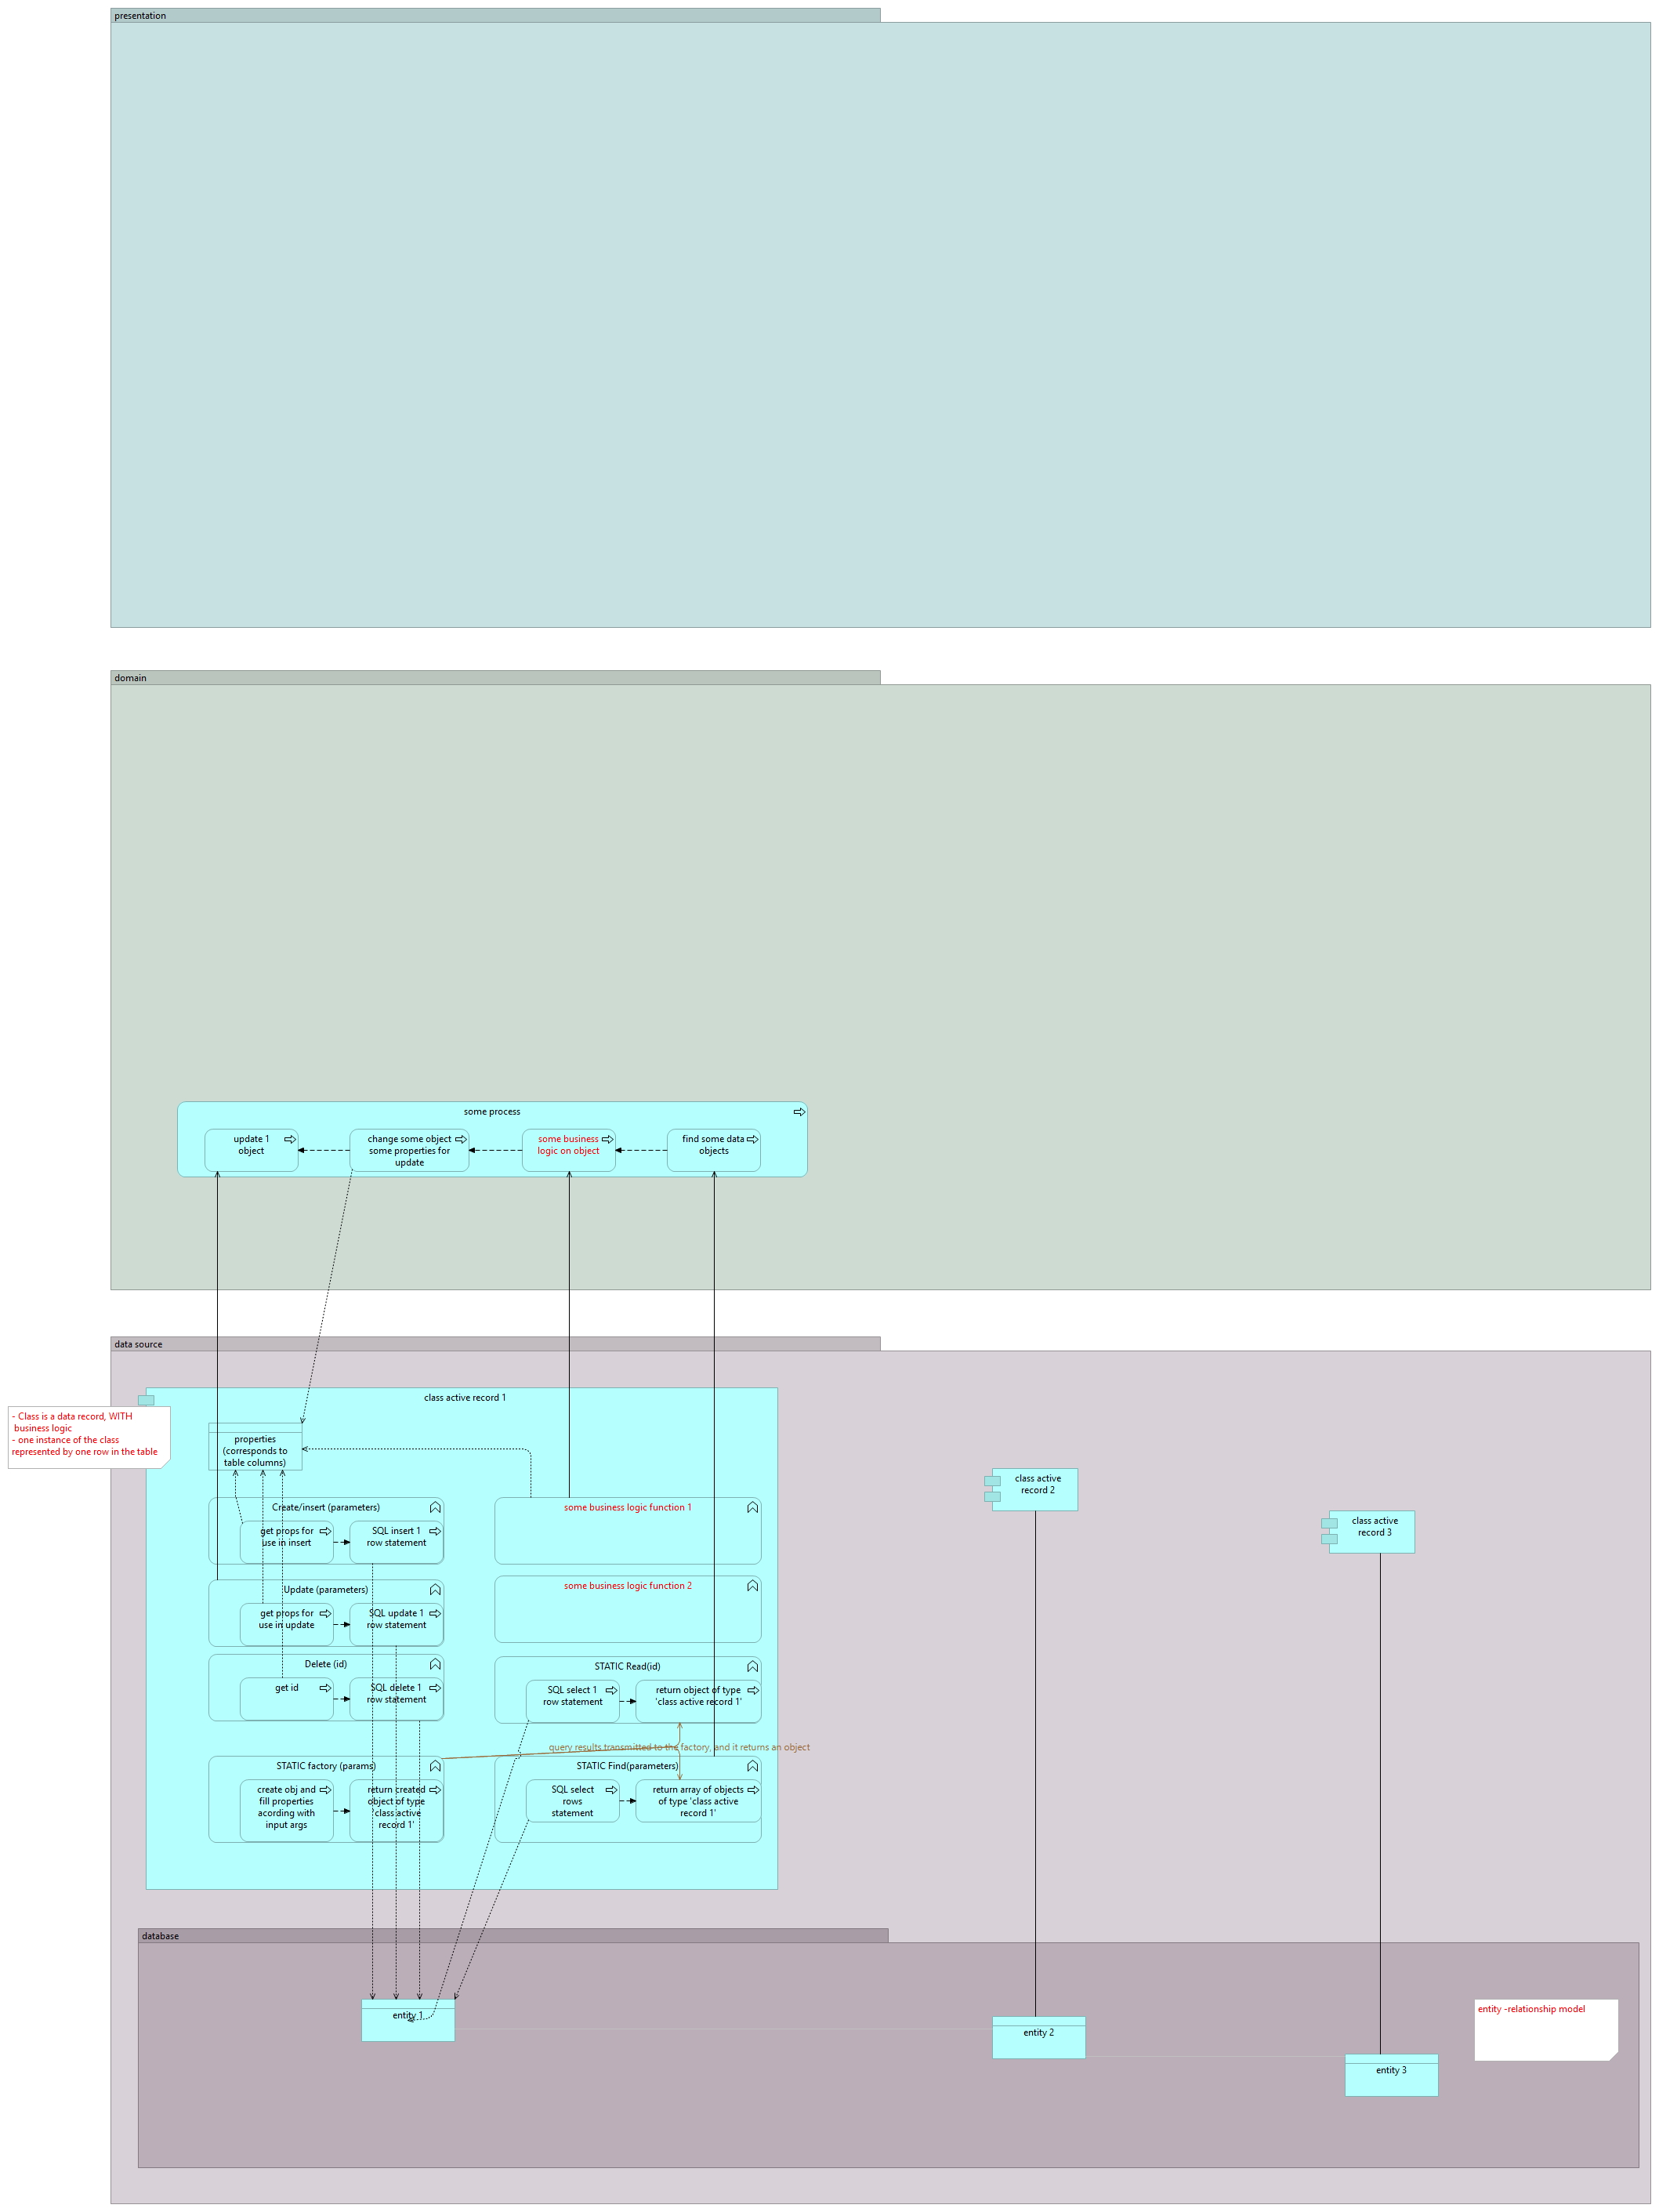 presentation
domain
some process
update 1
object
change some object
some properties for
update
some business
logic on object
find some data
objects
data source
class active record 1
- Class is a data record, WITH
business logic
- one instance of the class
represented by one row in the table
properties
(corresponds to
table columns)
Create/insert (parameters)
get props for
use in insert
SQL insert 1
row statement
some business logic function 1
class active
record 2
class active
record 3
Update (parameters)
get props for
use in update
SQL update 1
row statement
some business logic function 2
Delete (id)
get id
SQL delete 1
row statement
STATIC Read(id)
SQL select 1
row statement
return object of type
'class active record 1'
query results transmitted to the factory, and it returns an object
STATIC factory (params)
create obj and
fill properties
acording with
input args
return created
object of type
'class active
record 1'
STATIC Find(parameters)
SQL select
rows
statement
return array of objects
of type 'class active
record 1'
database
entity 1
entity 2
entity 3
entity -relationship model